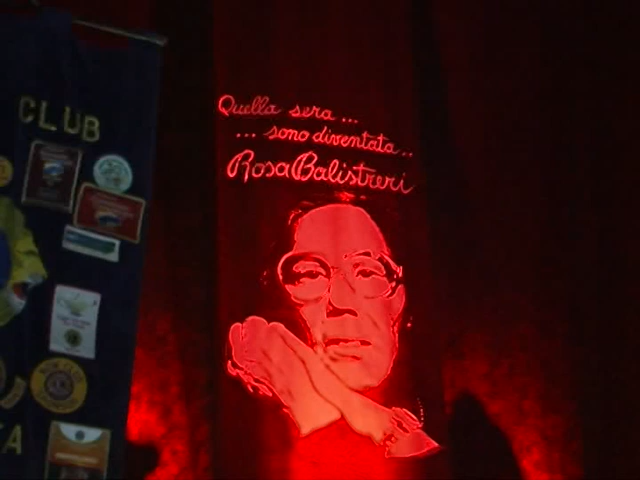 CLUB
Quella sera ...
... sono diventata..
Rosa Balistreri